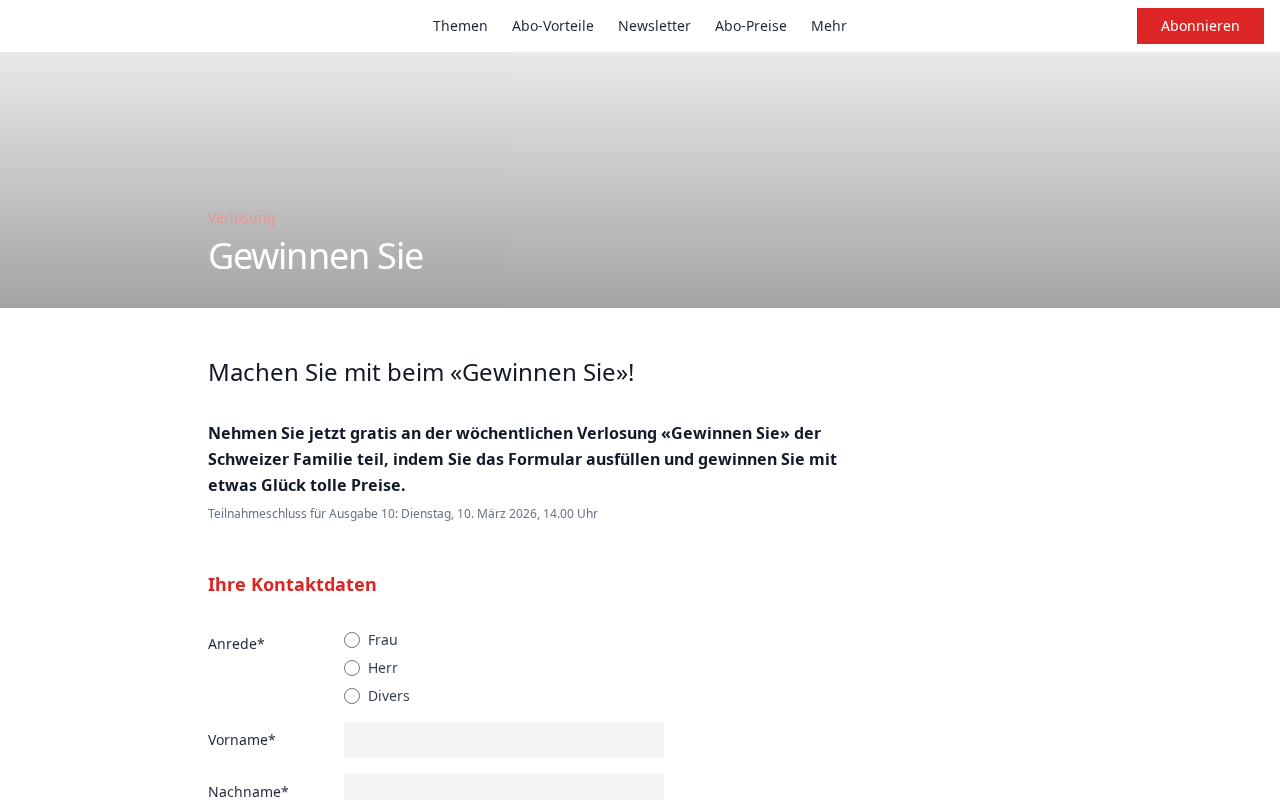 Themen Abo-Vorteile Newsletter Abo-Preise Mehr Abonnieren
Verlosung
Gewinnen Sie
Machen Sie mit beim «Gewinnen Sie»!
Nehmen Sie jetzt gratis an der wöchentlichen Verlosung «Gewinnen Sie» der
Schweizer Familie teil, indem Sie das Formular ausfüllen und gewinnen Sie mit
etwas Glück tolle Preise.
Teilnahmeschluss für Ausgabe 10: Dienstag, 10. März 2026, 14.00 Uhr
Ihre Kontaktdaten
Anrede*
Frau
Herr
Divers
Vorname*
Nachname*